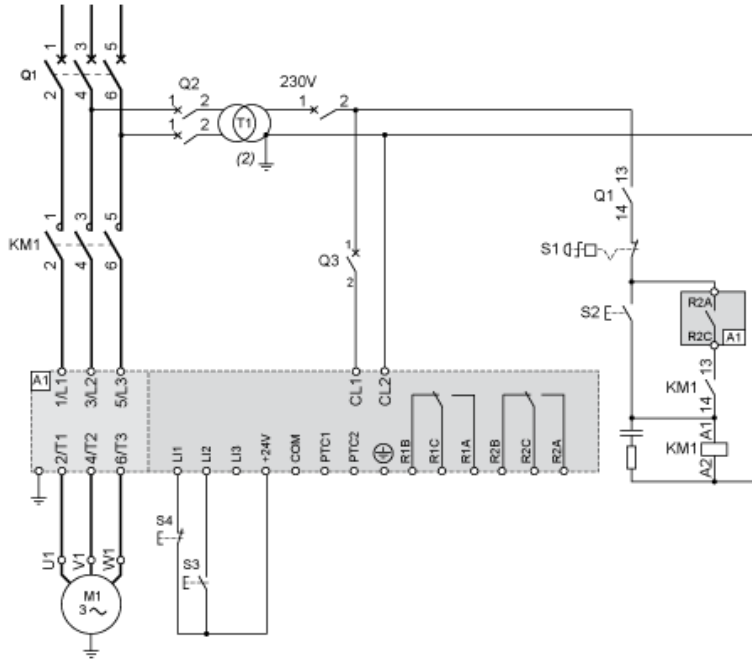 1 3 5
Q1
2 4 6
Q2
1 2
1 2
T1
(2)
230V
1 2
13
Q1
14
1 3 5
KM1
2 4 6
1
Q3
2
S1
S2
R2A
R2C
A1
13
KM1
14
A1
KM1
A2
A1
1/L1 3/L2 5/L3
CL1 CL2
2/T1 4/T2 6/T3
LI1 LI2 LI3 +24V COM PTC1 PTC2 R1B R1C R1A R2B R2C R2A
S4
S3
U1 V1 W1
M1
3